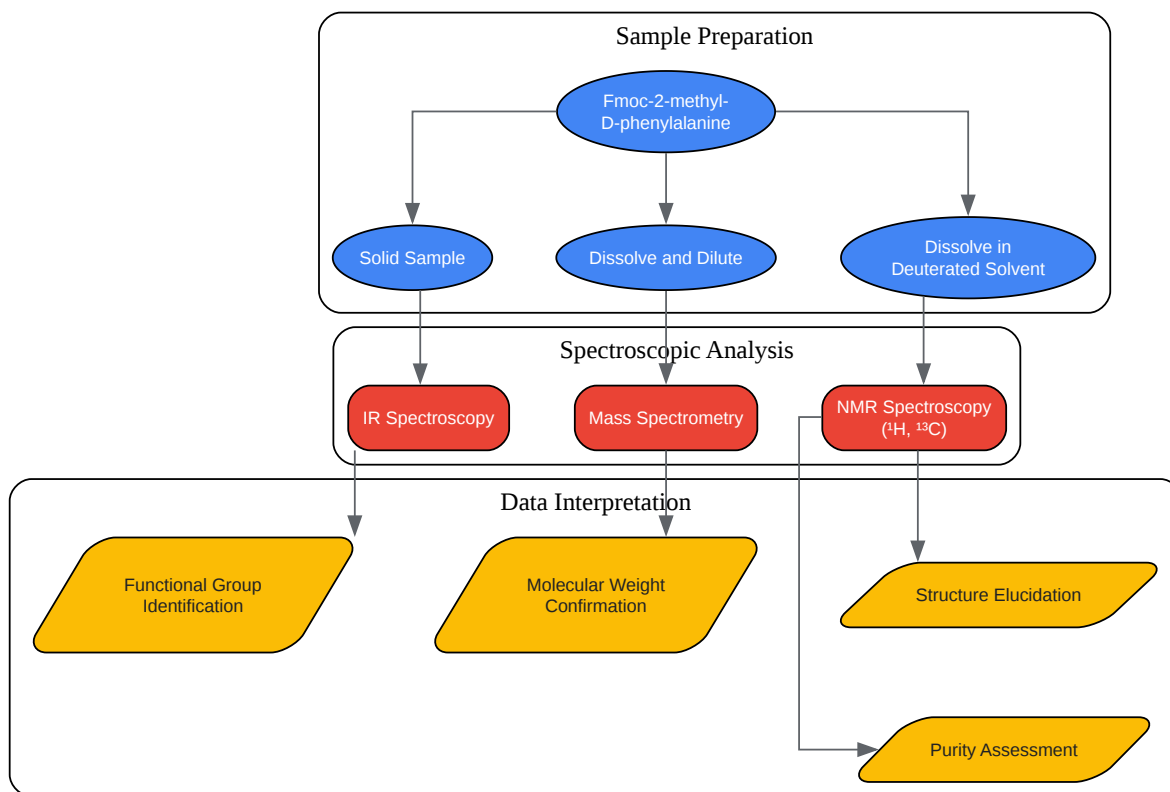 Sample Preparation
Fmoc-2-methyl-
D-phenylalanine
Solid Sample
Dissolve and Dilute
Dissolve in
Deuterated Solvent
Spectroscopic Analysis
IR Spectroscopy
Mass Spectrometry
NMR Spectroscopy
(¹H, ¹³C)
Data Interpretation
Functional Group
Identification
Molecular Weight
Confirmation
Structure Elucidation
Purity Assessment